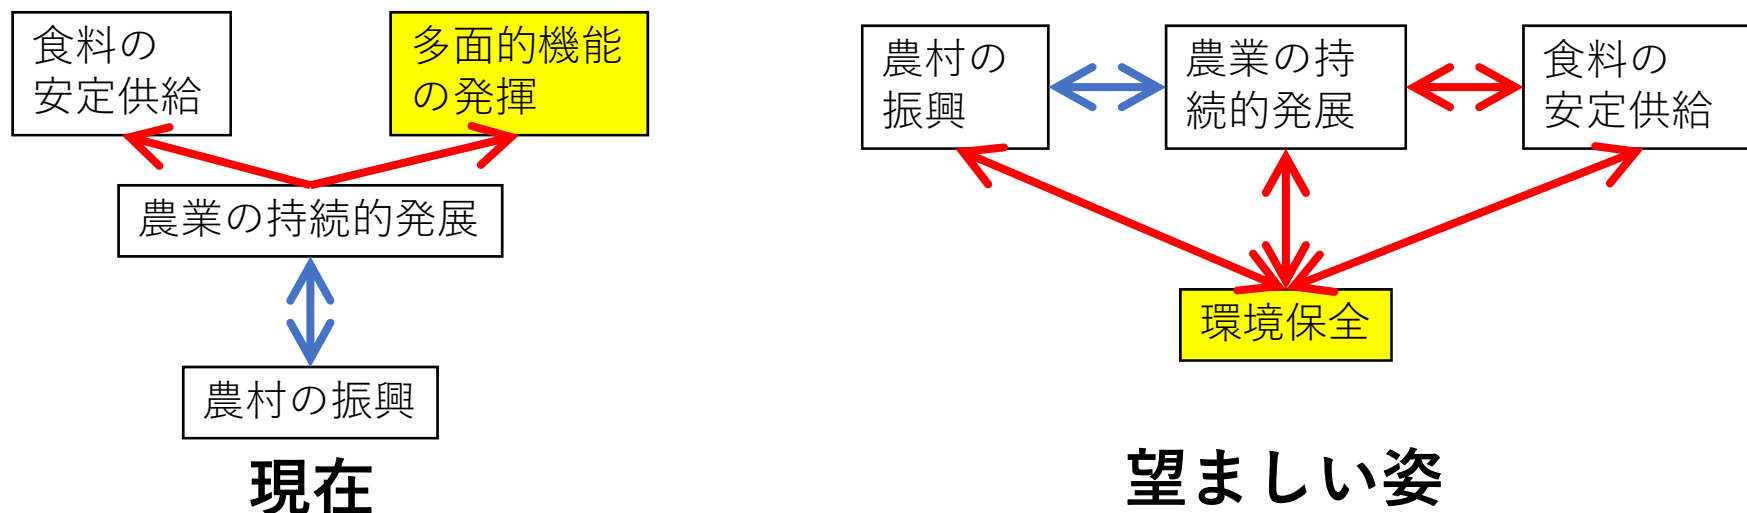 食料の
安定供給
多面的機能
の発揮
農業の持続的発展
農村の振興
現在
農村の
振興
農業の持
続的発展
食料の
安定供給
環境保全
望ましい姿